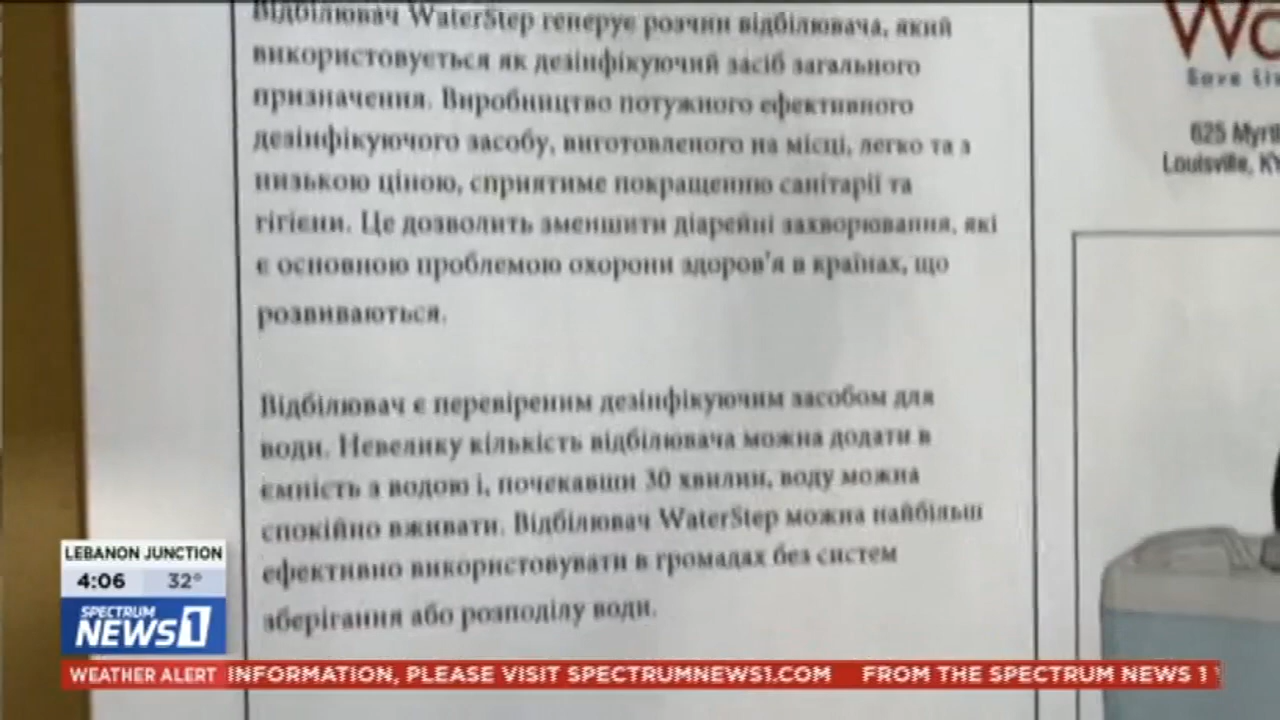 Відбілювач WaterStep генерує розчин відбілювача, який
використовується як дезінфікуючий засіб загального
призначення. Виробництво потужного ефективного
дезінфікуючого засобу, виготовленого на місці, легко та з
низькою ціною, сприятиме покращенню санітарії та
гігієни. Це дозволить зменшити діарейні захворювання, які
є основною проблемою охорони здоров'я в країнах, що
розвиваються.
Відбілювач є перевіреним дезінфікуючим засобом для
води. Невелику кількість відбілювача можна додати в
ємність з водою і, почекавши 30 хвилин, воду можна
спокійно вживати. Відбілювач WaterStep можна найбільш
ефективно використовувати в громадах без систем
зберігання або розподілу води.
Save
625
Louisville, KY
LEBANON JUNCTION
4:06 32°
SPECTRUM
NEWS 1
WEATHER ALERT INFORMATION, PLEASE VISIT SPECTRUMNEWS1.COM FROM THE SPECTRUM NEWS 1